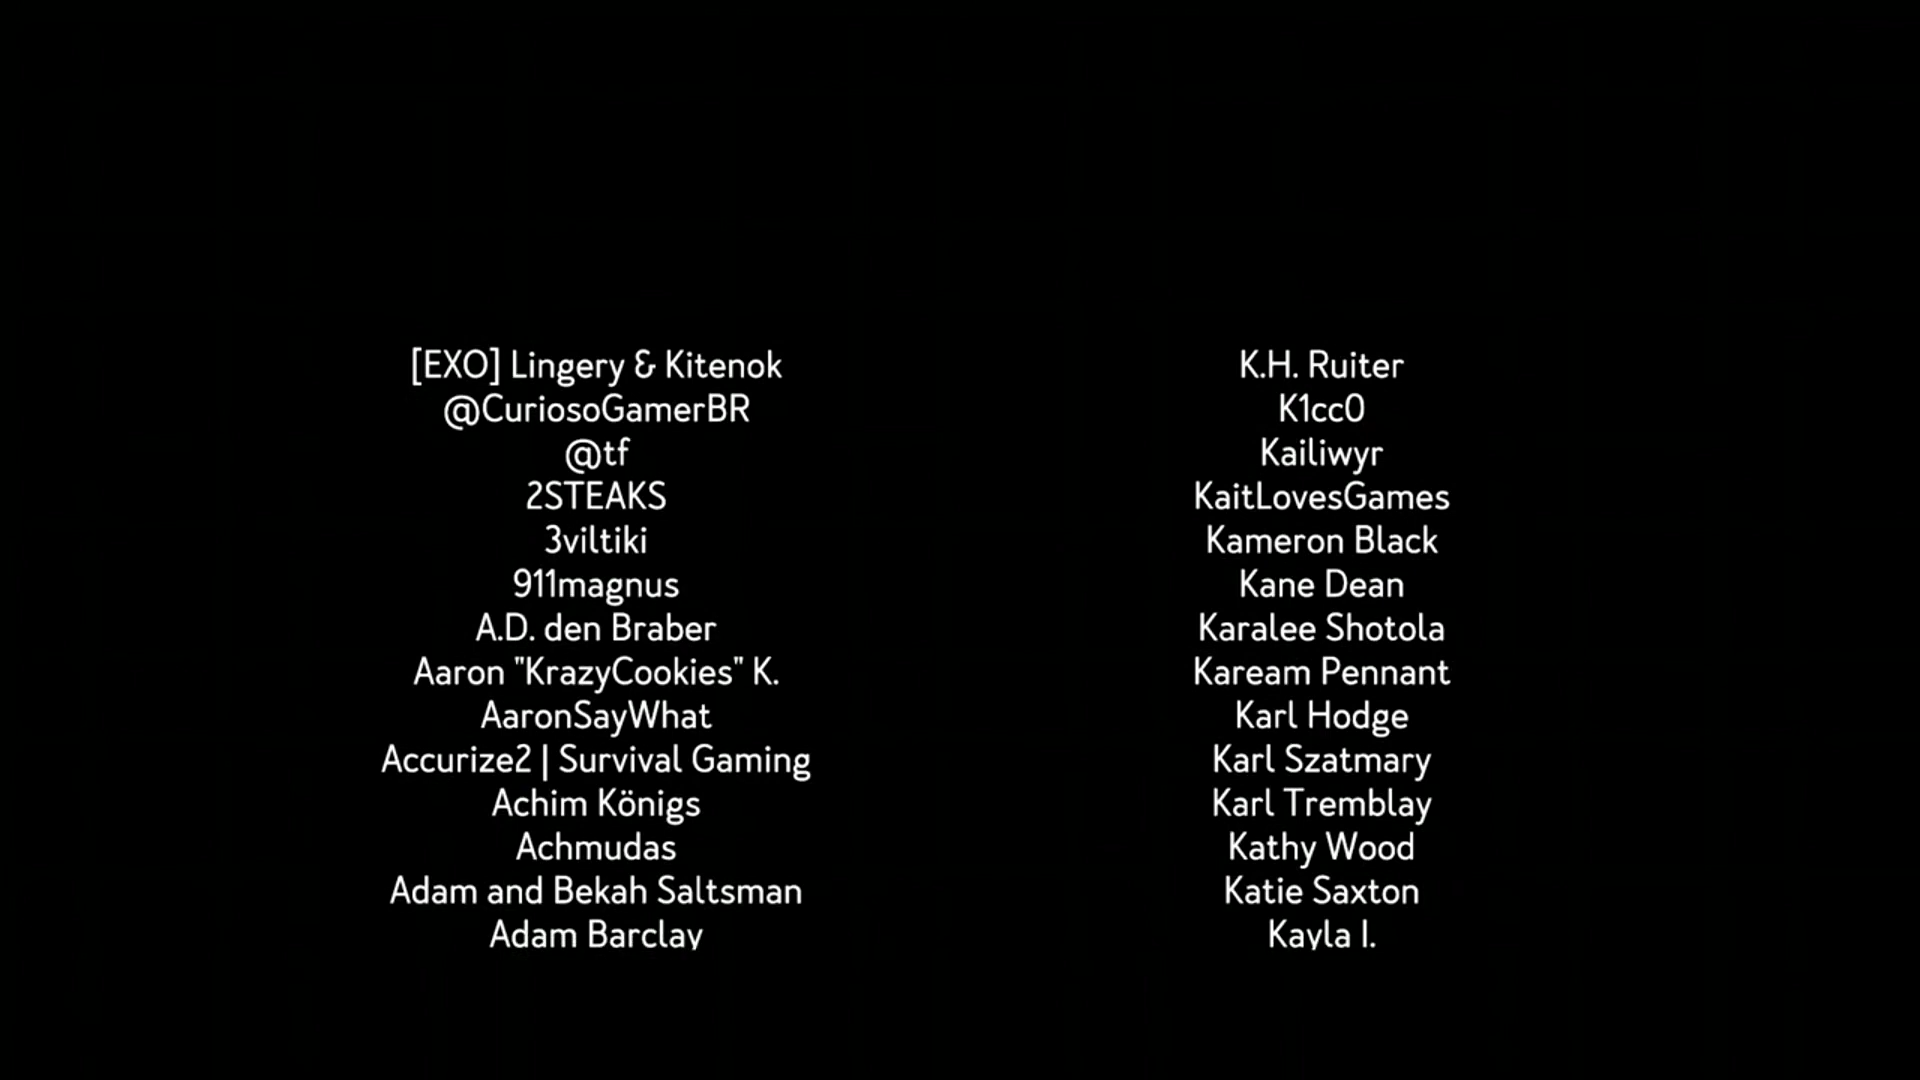 [EXO] Lingery & Kitenok
@CuriosoGamerBR
@tf
2STEAKS
3viltiki
911magnus
A.D. den Braber
Aaron "KrazyCookies" K.
AaronSayWhat
Accurize2 | Survival Gaming
Achim Königs
Achmudas
Adam and Bekah Saltsman
Adam Barclay
K.H. Ruiter
K1cc0
Kailiwyr
KaitLovesGames
Kameron Black
Kane Dean
Karalee Shotola
Kaream Pennant
Karl Hodge
Karl Szatmary
Karl Tremblay
Kathy Wood
Katie Saxton
Kayla I.